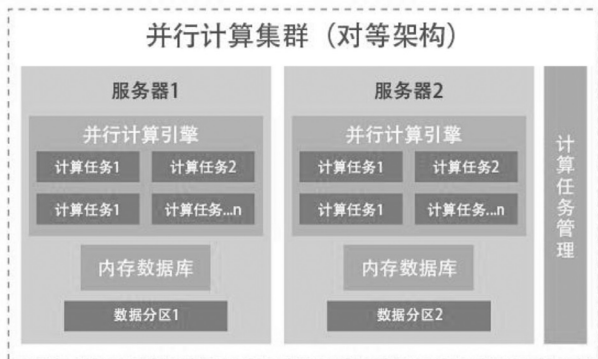 并行计算集群（对等架构）
服务器1
并行计算引擎
计算任务1 计算任务2
计算任务1 计算任务...n
内存数据库
数据分区1
服务器2
并行计算引擎
计算任务1 计算任务2
计算任务1 计算任务...n
内存数据库
数据分区2
计算任务管理